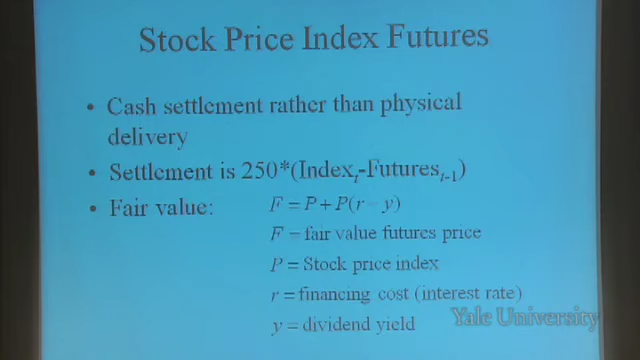 Stock Price Index Futures
• Cash settlement rather than physical
delivery
• Settlement is 250*(Indexₜ-Futuresₜ₋₁)
• Fair value: F = P + P(r − y)
F = fair value futures price
P = Stock price index
r = financing cost (interest rate)
y = dividend yield
Yale University